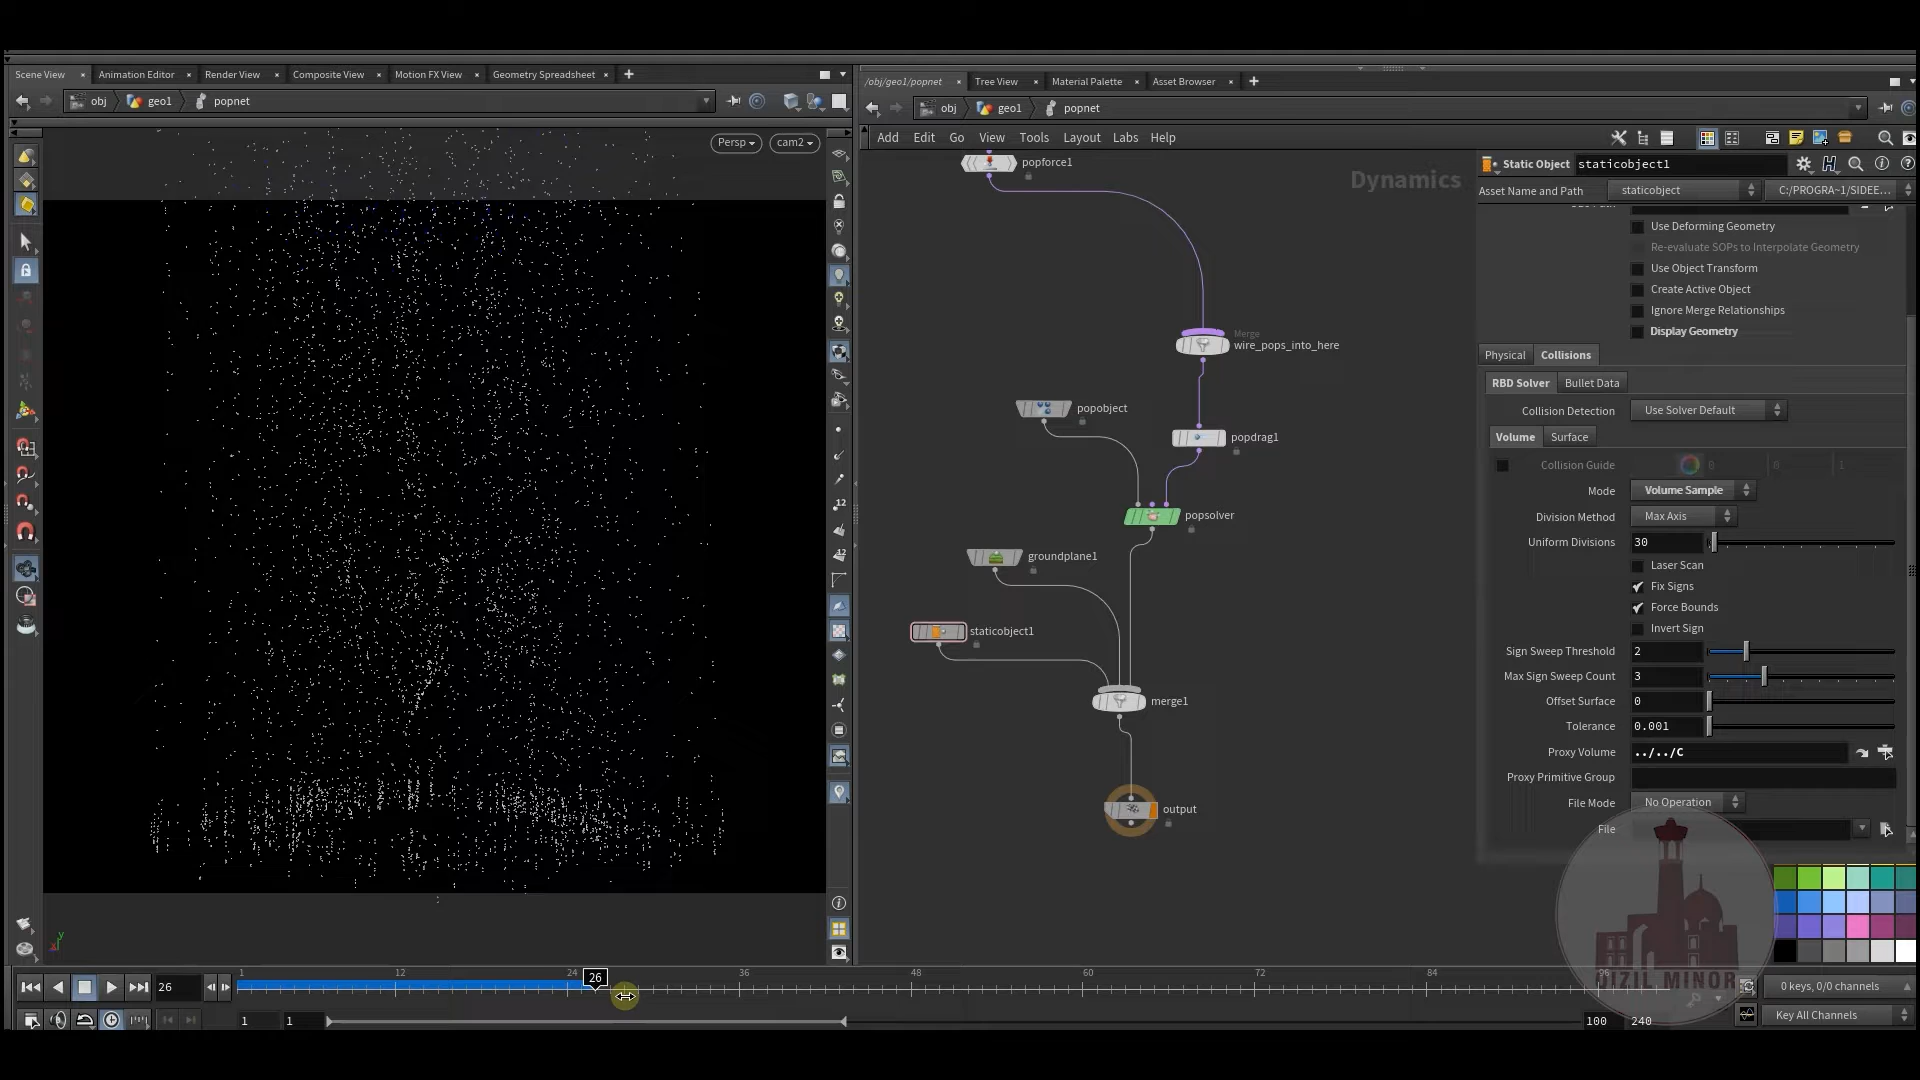 Scene View
Animation Editor
Render View
Composite View
Motion FX View
Geometry Spreadsheet
obj
geo1
popnet
Persp
cam2
/obj/geo1/popnet
Tree View
Material Palette
Asset Browser
obj
geo1
popnet
Add
Edit
Go
View
Tools
Layout
Labs
Help
popforce1
Dynamics
Merge
wire_pops_into_here
popobject
popdrag1
popsolver
groundplane1
staticobject1
merge1
output
Static Object
staticobject1
Asset Name and Path
staticobject
C:/PROGRA~1/SIDEE...
Use Deforming Geometry
Re-evaluate SOPs to Interpolate Geometry
Use Object Transform
Create Active Object
Ignore Merge Relationships
Display Geometry
Physical
Collisions
RBD Solver
Bullet Data
Collision Detection
Use Solver Default
Volume
Surface
Collision Guide
8
8
1
Mode
Volume Sample
Division Method
Max Axis
Uniform Divisions
30
Laser Scan
Fix Signs
Force Bounds
Invert Sign
Sign Sweep Threshold
2
Max Sign Sweep Count
3
Offset Surface
0
Tolerance
0.001
Proxy Volume
../../C
Proxy Primitive Group
File Mode
No Operation
File
DIZIL MINOR
12
12
y
x
26
1
12
24
26
36
48
60
72
84
96
0 keys, 0/0 channels
1
1
100
240
Key All Channels